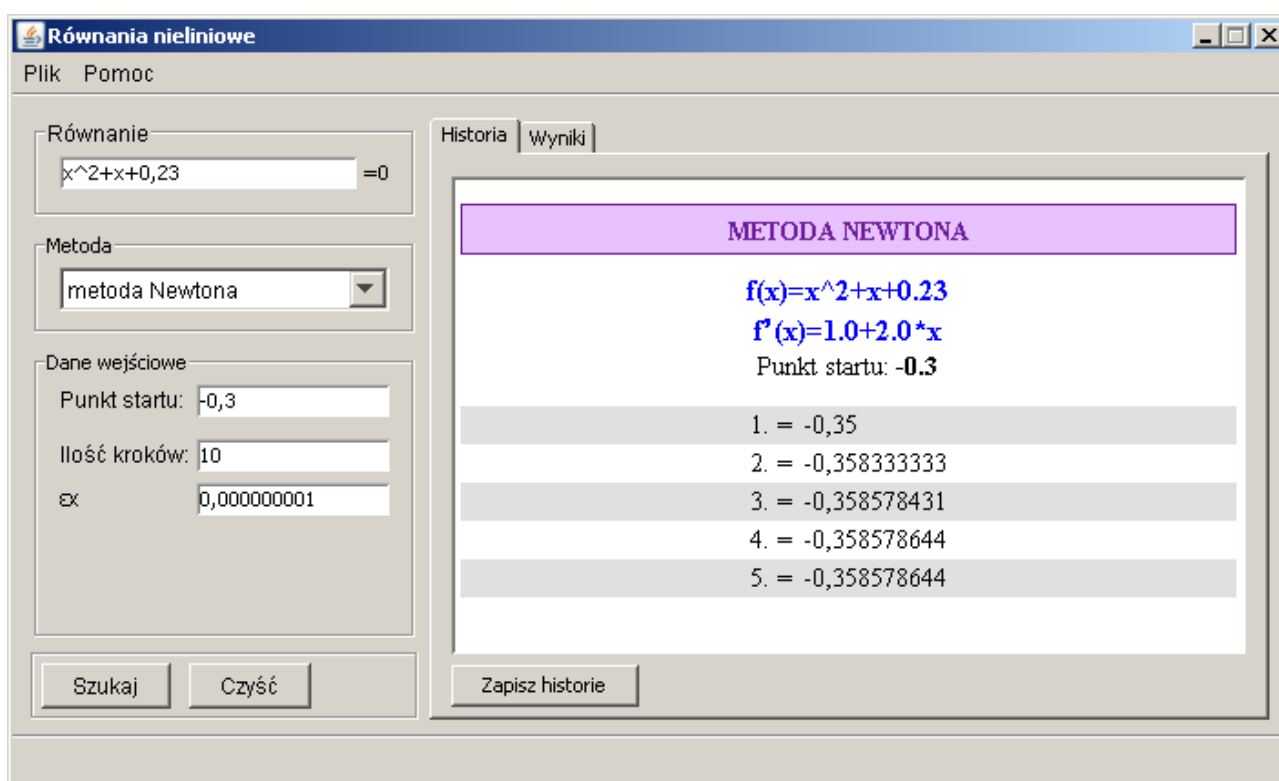 Równania nieliniowe
Plik Pomoc
Równanie
x^2+x+0,23 =0
Metoda
metoda Newtona
Dane wejściowe
Punkt startu: -0,3
Ilość kroków: 10
εx 0,000000001
Szukaj Czyść
Historia Wyniki
METODA NEWTONA
f(x)=x^2+x+0.23
f'(x)=1.0+2.0*x
Punkt startu: -0.3
1. = -0,35
2. = -0,358333333
3. = -0,358578431
4. = -0,358578644
5. = -0,358578644
Zapisz historie